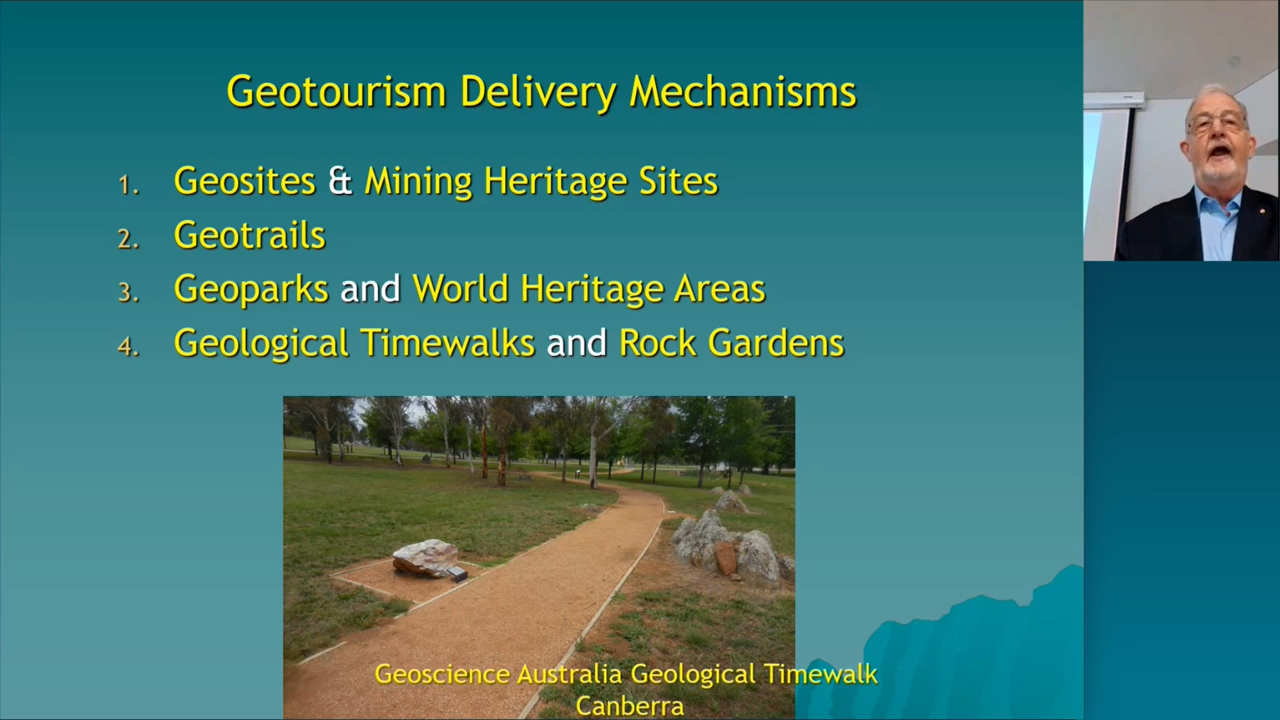 Geotourism Delivery Mechanisms
1. Geosites & Mining Heritage Sites
2. Geotrails
3. Geoparks and World Heritage Areas
4. Geological Timewalks and Rock Gardens
Geoscience Australia Geological Timewalk
Canberra